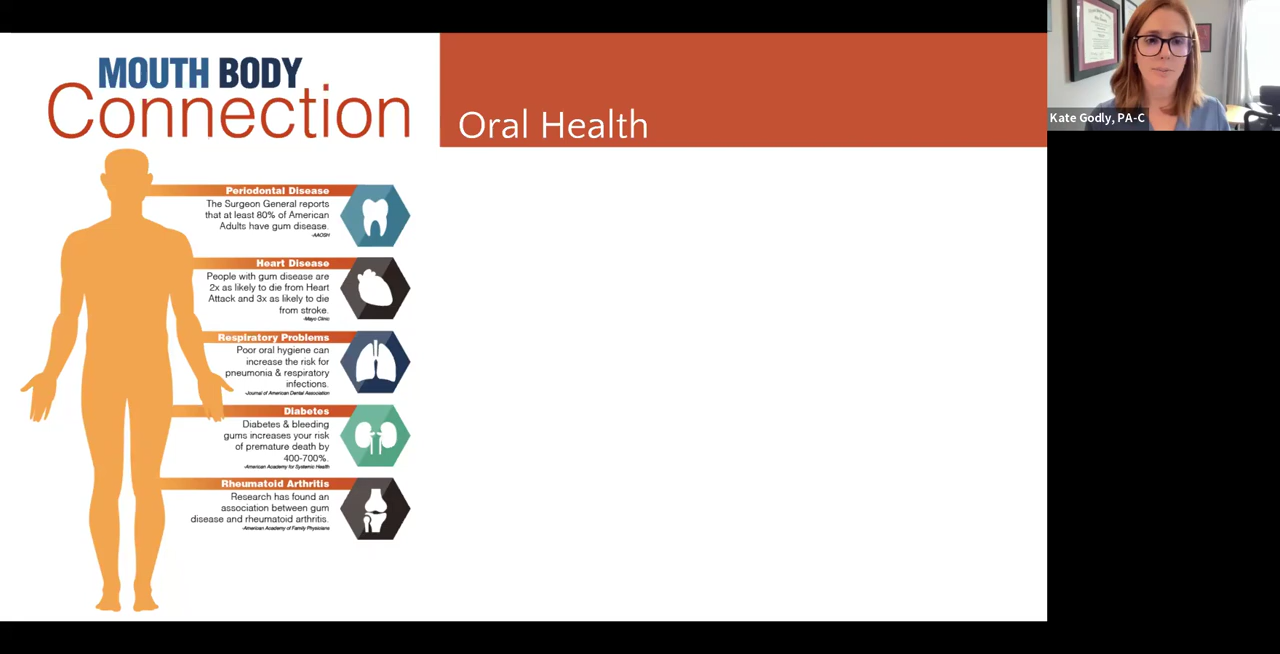 MOUTH BODY
Connection
Periodontal Disease
The Surgeon General reports
that at least 80% of American
Adults have gum disease.
-AAOSH
Heart Disease
People with gum disease are
2x as likely to die from Heart
Attack and 3x as likely to die
from stroke.
-Mayo Clinic
Respiratory Problems
Poor oral hygiene can
increase the risk for
pneumonia & respiratory
infections.
-Journal of American Dental Association
Diabetes
Diabetes & bleeding
gums increases your risk
of premature death by
400-700%.
-American Academy for Systemic Health
Rheumatoid Arthritis
Research has found an
association between gum
disease and rheumatoid arthritis.
-American Academy of Family Physicians
Oral Health
Kate Godly, PA-C